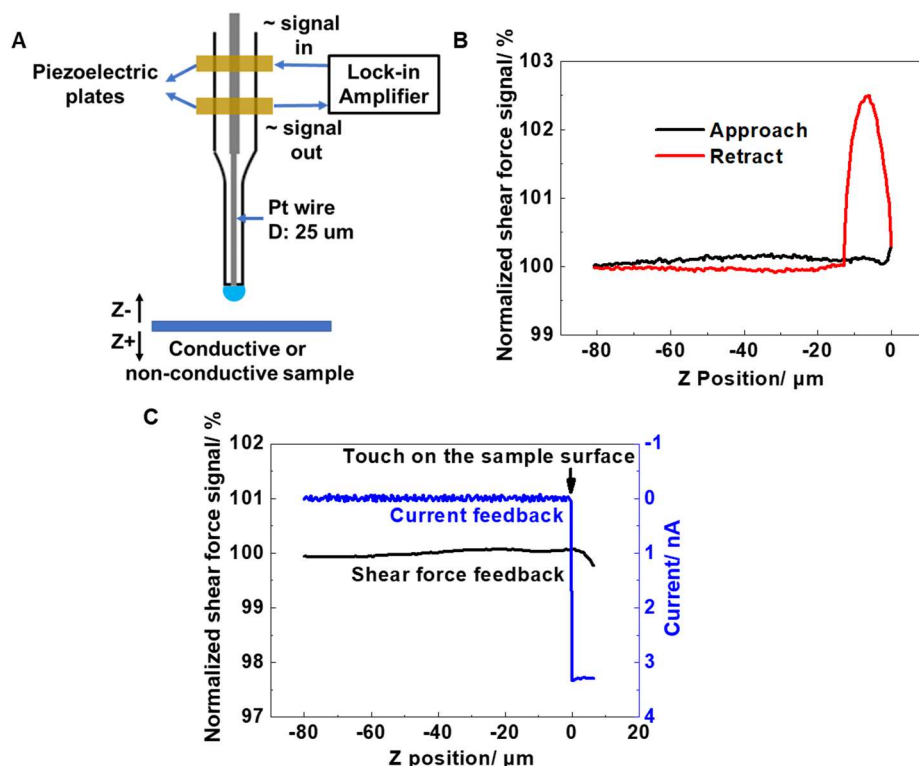 A
~ signal
in
Piezoelectric
plates
Lock-in
Amplifier
~ signal
out
Pt wire
D: 25 um
Z-
Z+
Conductive or
non-conductive sample
B
Normalized shear force signal/ %
103
102
101
100
99
Approach
Retract
-80
-60
-40
-20
0
Z Position/ µm
C
Normalized shear force signal/ %
102
101
100
99
98
97
Touch on the sample surface
Current feedback
Shear force feedback
-1
0
1
2
3
4
Current/ nA
-80
-60
-40
-20
0
20
Z position/ µm